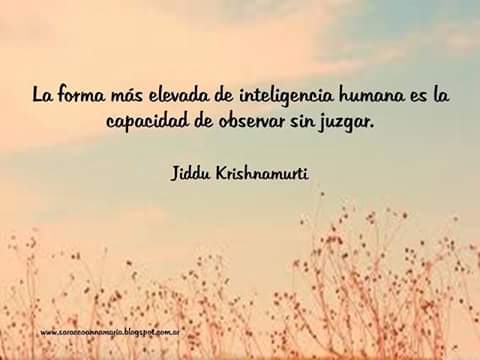 La forma más elevada de inteligencia humana es la
capacidad de observar sin juzgar.
Jiddu Krishnamurti
www.saraccoannamaria.blogspot.com.ar